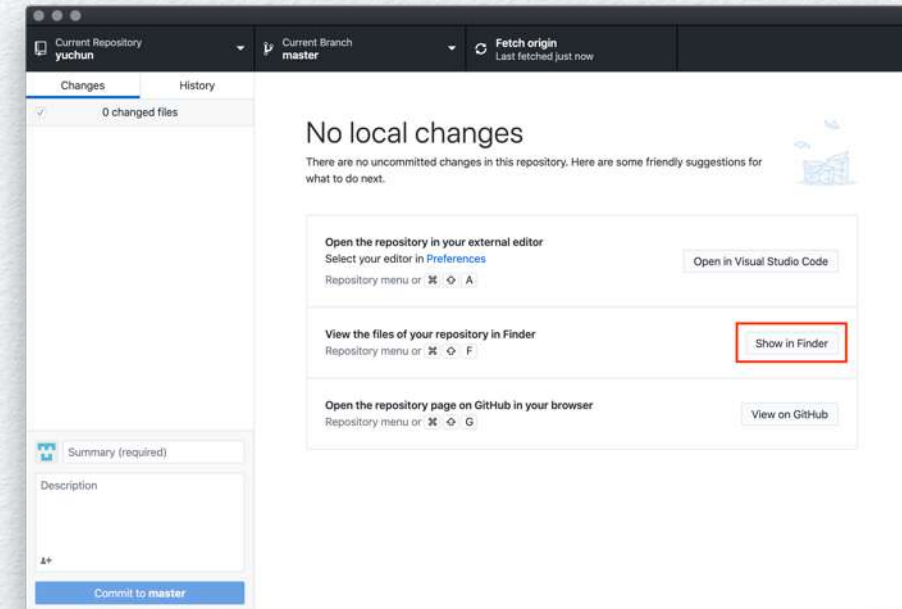 Current Repository
yuchun
Current Branch
master
Fetch origin
Last fetched just now
Changes
History
0 changed files
No local changes
There are no uncommitted changes in this repository. Here are some friendly suggestions for
what to do next.
Open the repository in your external editor
Select your editor in Preferences
Repository menu or ⌘ ⇧ A
Open in Visual Studio Code
View the files of your repository in Finder
Repository menu or ⌘ ⇧ F
Show in Finder
Open the repository page on GitHub in your browser
Repository menu or ⌘ ⇧ G
View on GitHub
Summary (required)
Description
Commit to master